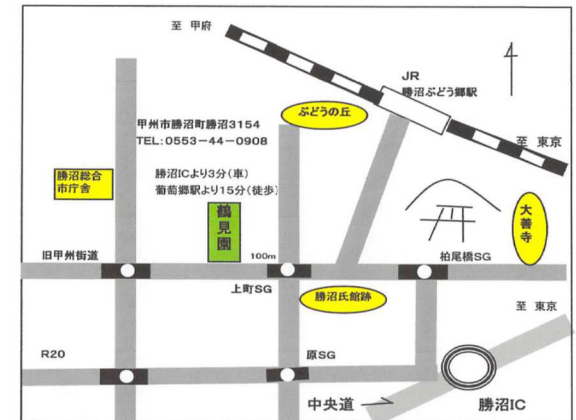 至 甲府
JR
勝沼ぶどう郷駅
ぶどうの丘
甲州市勝沼町勝沼3154
TEL:0553-44-0908
至 東京
勝沼総合
市庁舎
勝沼ICより3分(車)
葡萄郷駅より15分(徒歩)
鶴見園
大善寺
旧甲州街道
100m
柏尾橋SG
上町SG
勝沼氏館跡
至 東京
R20
原SG
中央道
勝沼IC